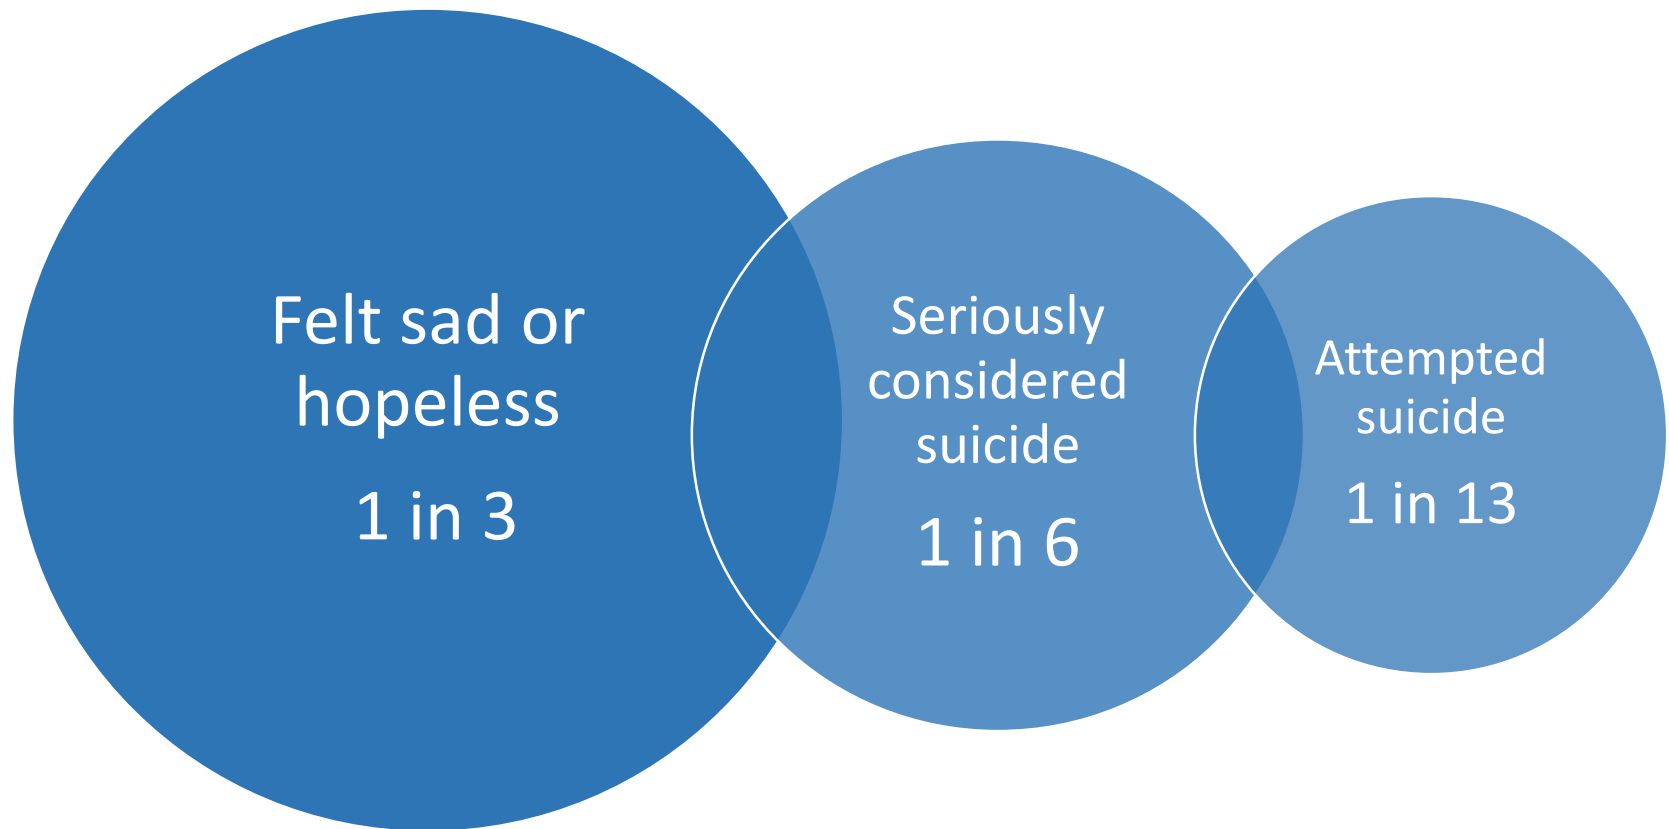 Felt sad or
hopeless
1 in 3
Seriously
considered
suicide
1 in 6
Attempted
suicide
1 in 13